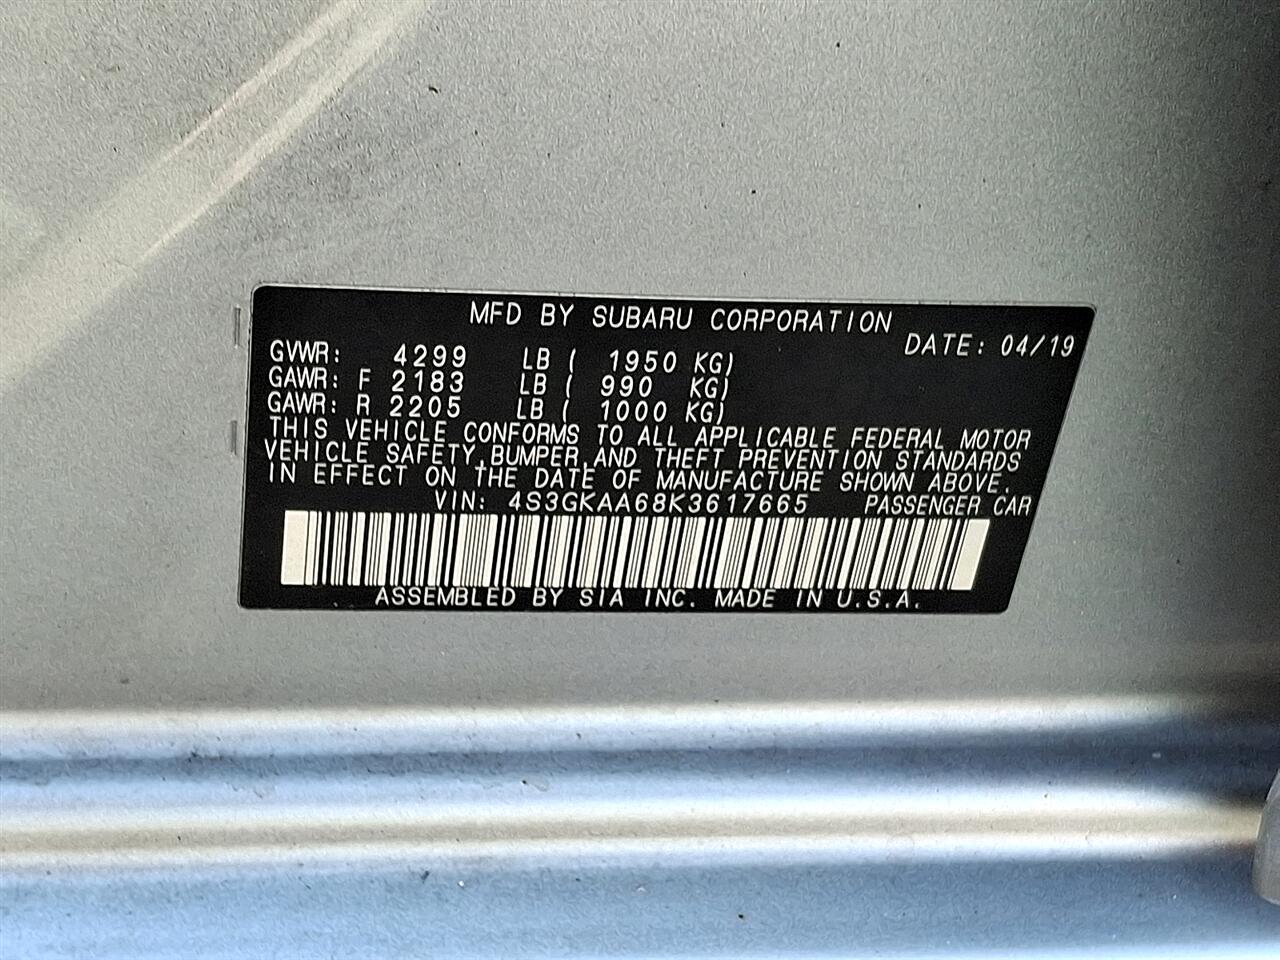 MFD BY SUBARU CORPORATION
DATE: 04/19
GVWR: 4299 LB ( 1950 KG)
GAWR: F 2183 LB ( 990 KG)
GAWR: R 2205 LB ( 1000 KG)
THIS VEHICLE CONFORMS TO ALL APPLICABLE FEDERAL MOTOR
VEHICLE SAFETY,BUMPER,AND THEFT PREVENTION STANDARDS
IN EFFECT ON THE DATE OF MANUFACTURE SHOWN ABOVE.
VIN: 4S3GKAA68K3617665 PASSENGER CAR
ASSEMBLED BY SIA INC. MADE IN U.S.A.